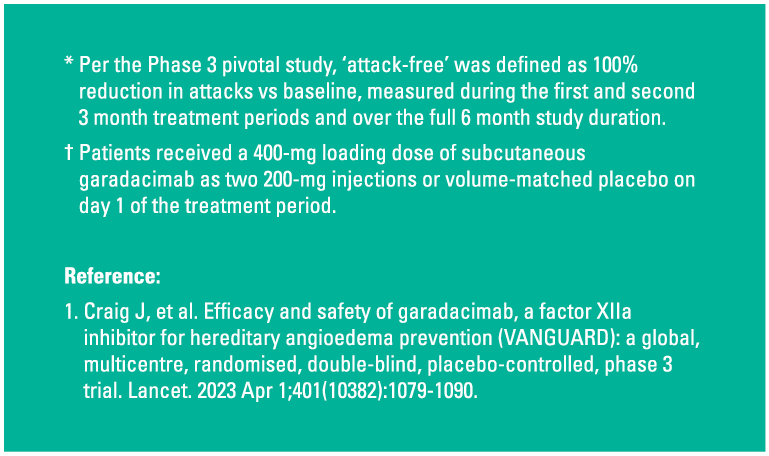 * Per the Phase 3 pivotal study, ‘attack-free’ was defined as 100%
reduction in attacks vs baseline, measured during the first and second
3 month treatment periods and over the full 6 month study duration.
† Patients received a 400-mg loading dose of subcutaneous
garadacimab as two 200-mg injections or volume-matched placebo on
day 1 of the treatment period.
Reference:
1. Craig J, et al. Efficacy and safety of garadacimab, a factor XIIa
inhibitor for hereditary angioedema prevention (VANGUARD): a global,
multicentre, randomised, double-blind, placebo-controlled, phase 3
trial. Lancet. 2023 Apr 1;401(10382):1079-1090.